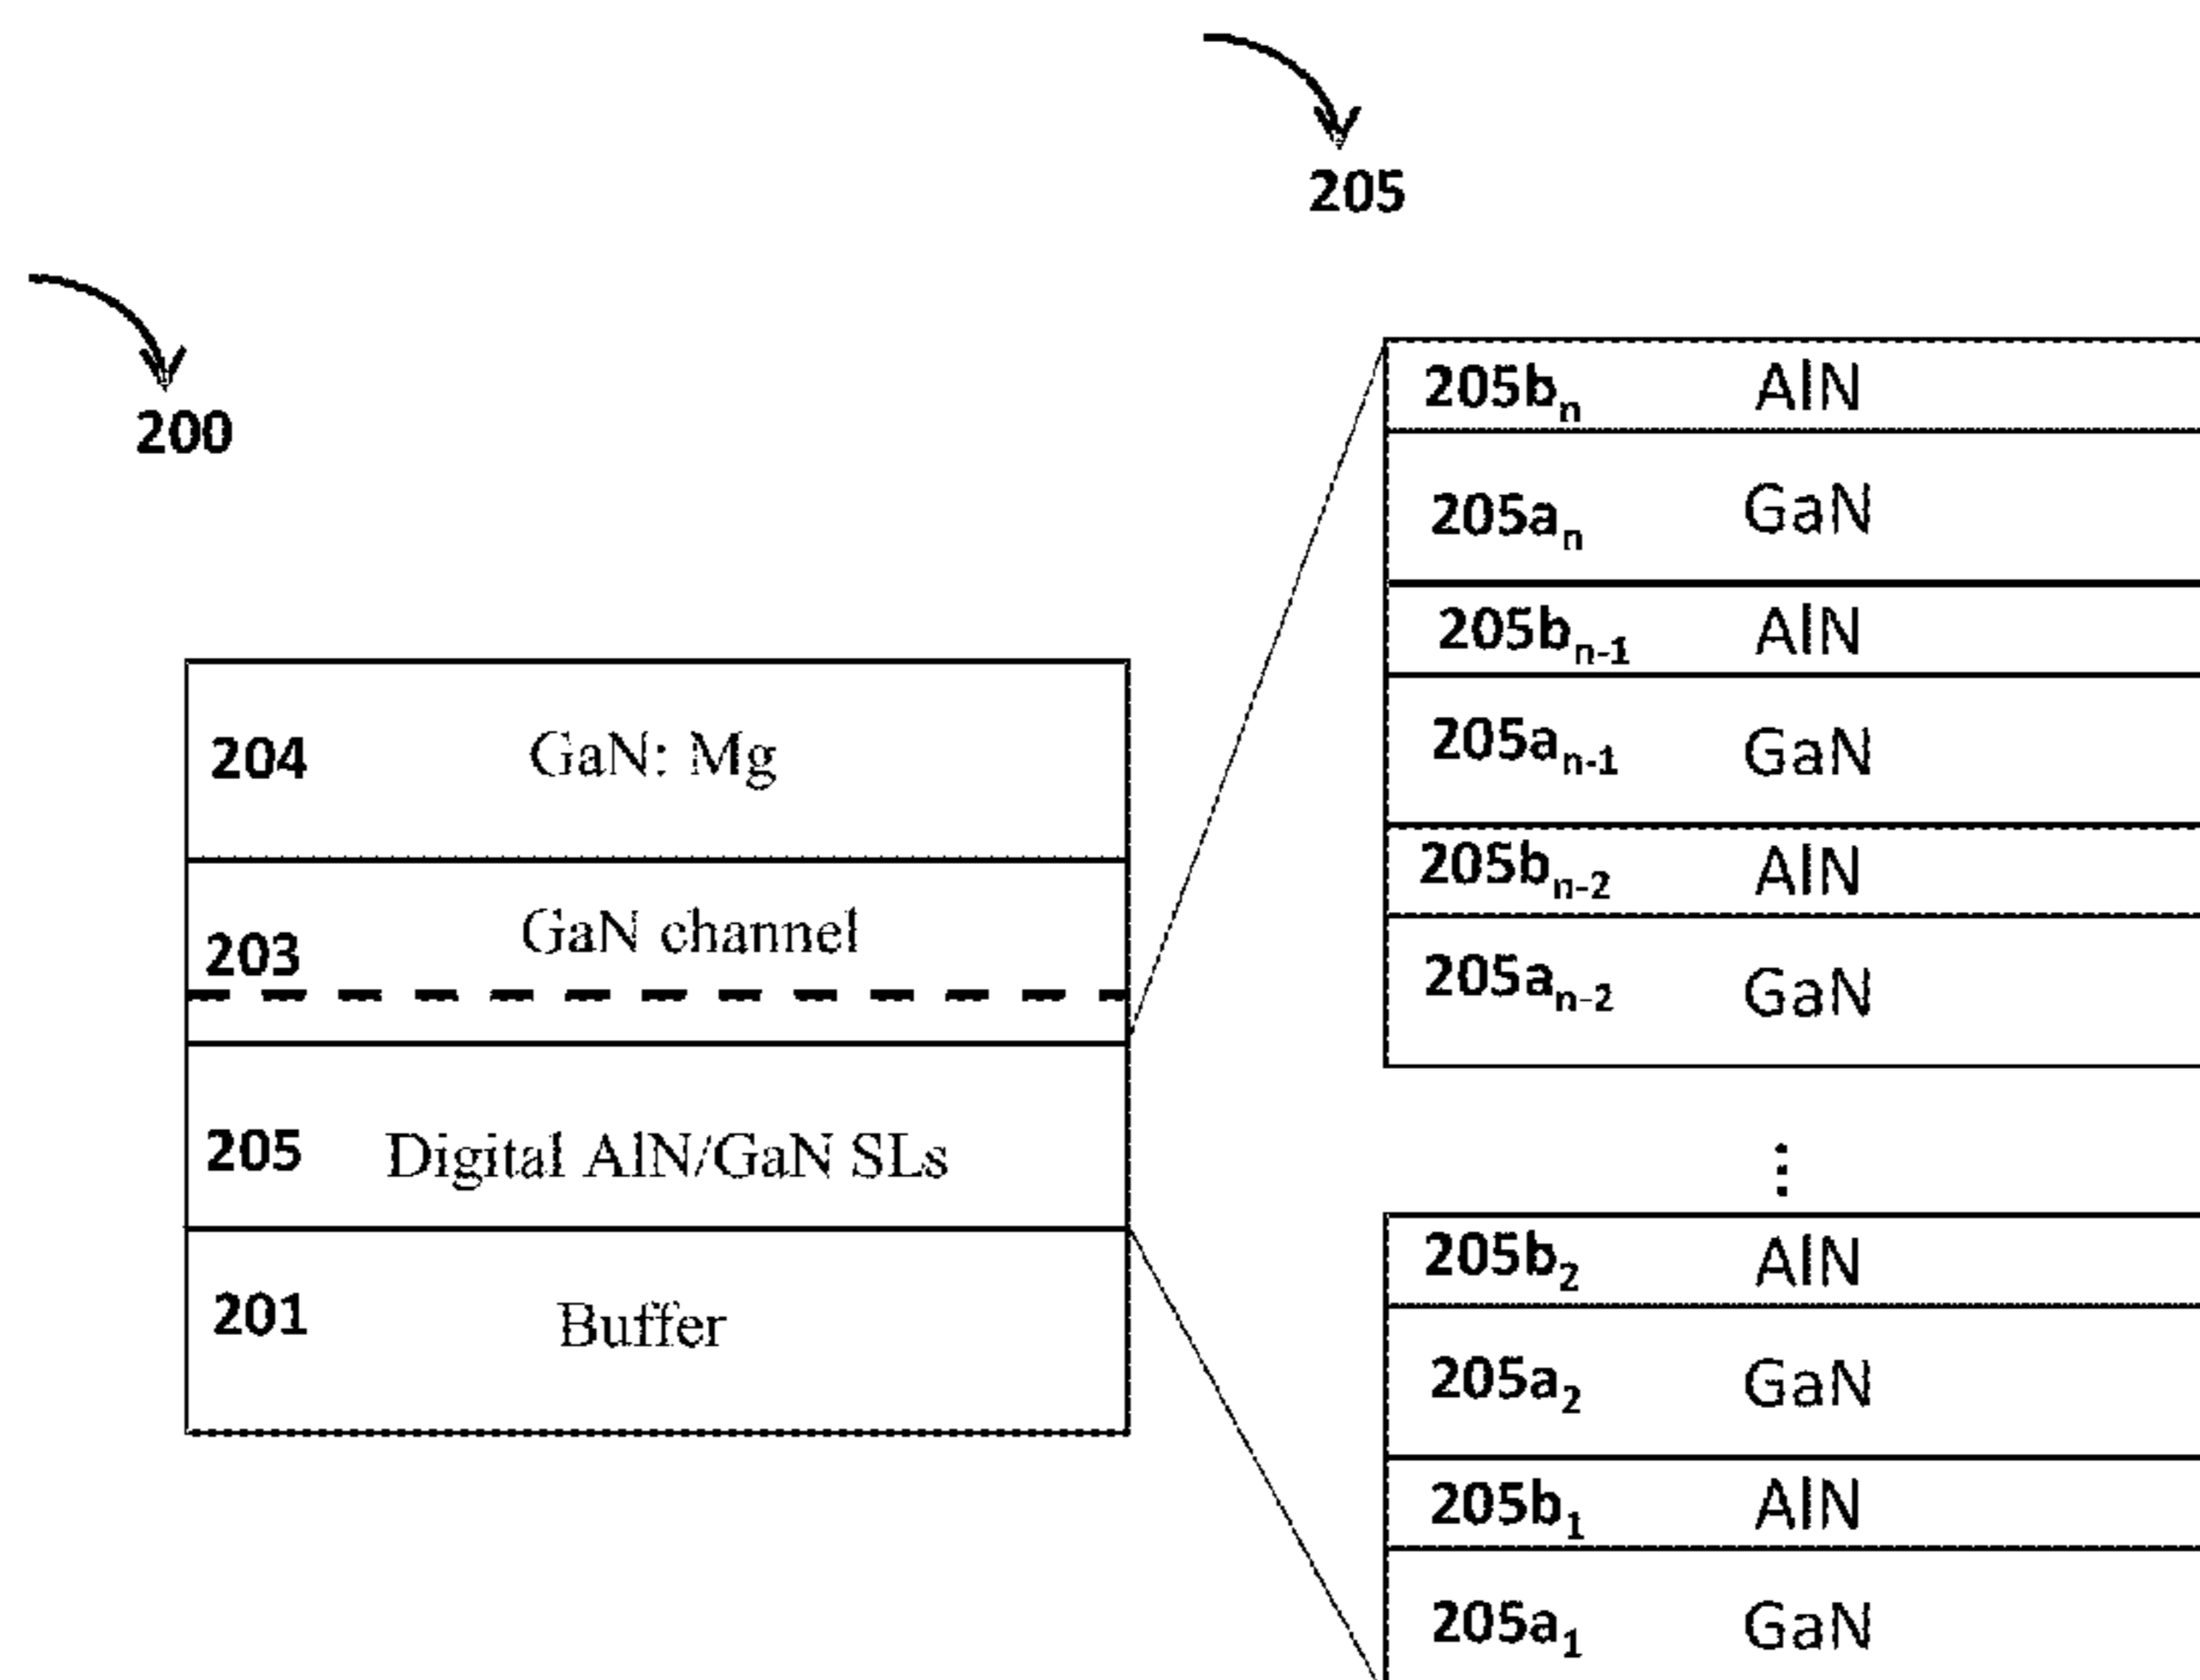 205
200
205bₙ AlN
205aₙ GaN
205bₙ₋₁ AlN
205aₙ₋₁ GaN
205bₙ₋₂ AlN
205aₙ₋₂ GaN
⋮
205b₂ AlN
205a₂ GaN
205b₁ AlN
205a₁ GaN
204 GaN: Mg
203 GaN channel
205 Digital AlN/GaN SLs
201 Buffer